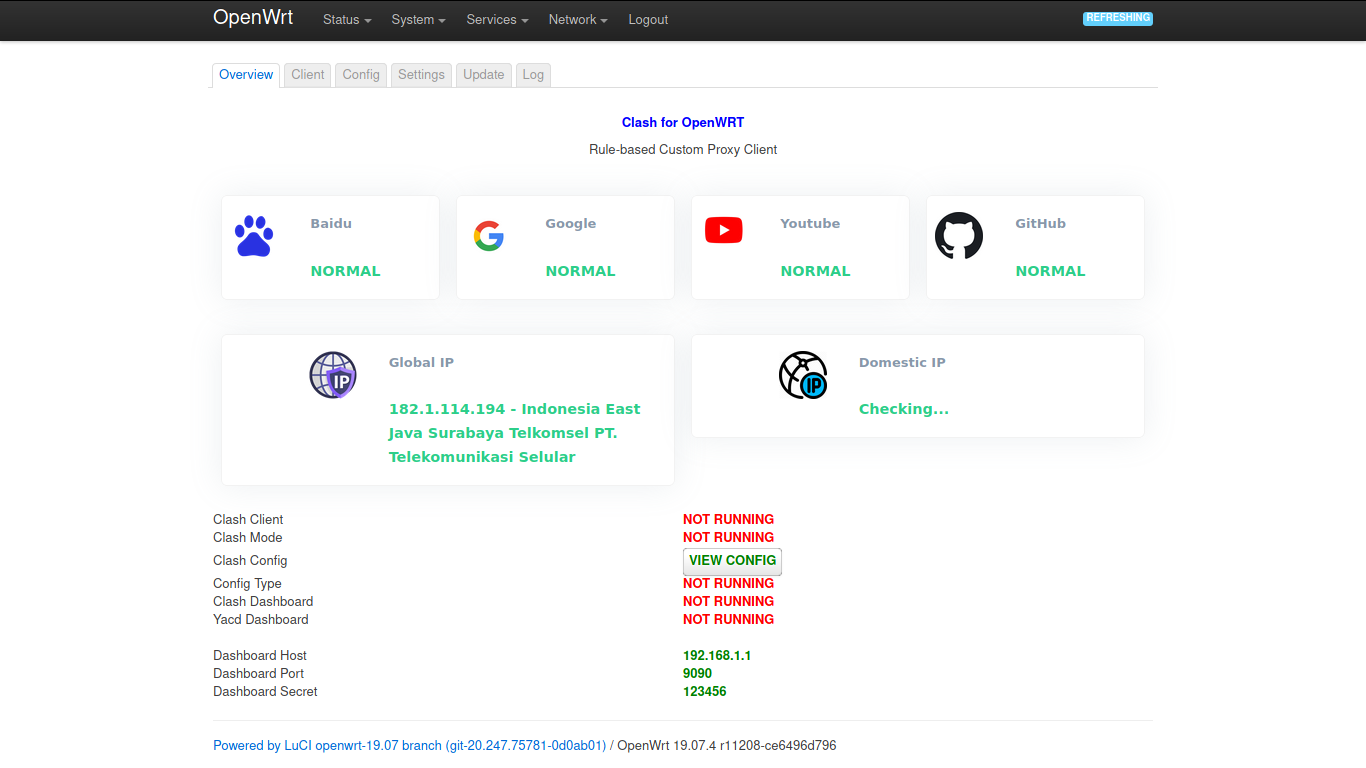 OpenWrt Status System Services Network Logout REFRESHING
Overview Client Config Settings Update Log
Clash for OpenWRT
Rule-based Custom Proxy Client
Baidu Google Youtube GitHub
NORMAL NORMAL NORMAL NORMAL
Global IP
IP
182.1.114.194 - Indonesia East
Java Surabaya Telkomsel PT.
Telekomunikasi Selular
Domestic IP
IP
Checking...
Clash Client NOT RUNNING
Clash Mode NOT RUNNING
Clash Config VIEW CONFIG
Config Type NOT RUNNING
Clash Dashboard NOT RUNNING
Yacd Dashboard NOT RUNNING
Dashboard Host 192.168.1.1
Dashboard Port 9090
Dashboard Secret 123456
Powered by LuCI openwrt-19.07 branch (git-20.247.75781-0d0ab01) / OpenWrt 19.07.4 r11208-ce6496d796